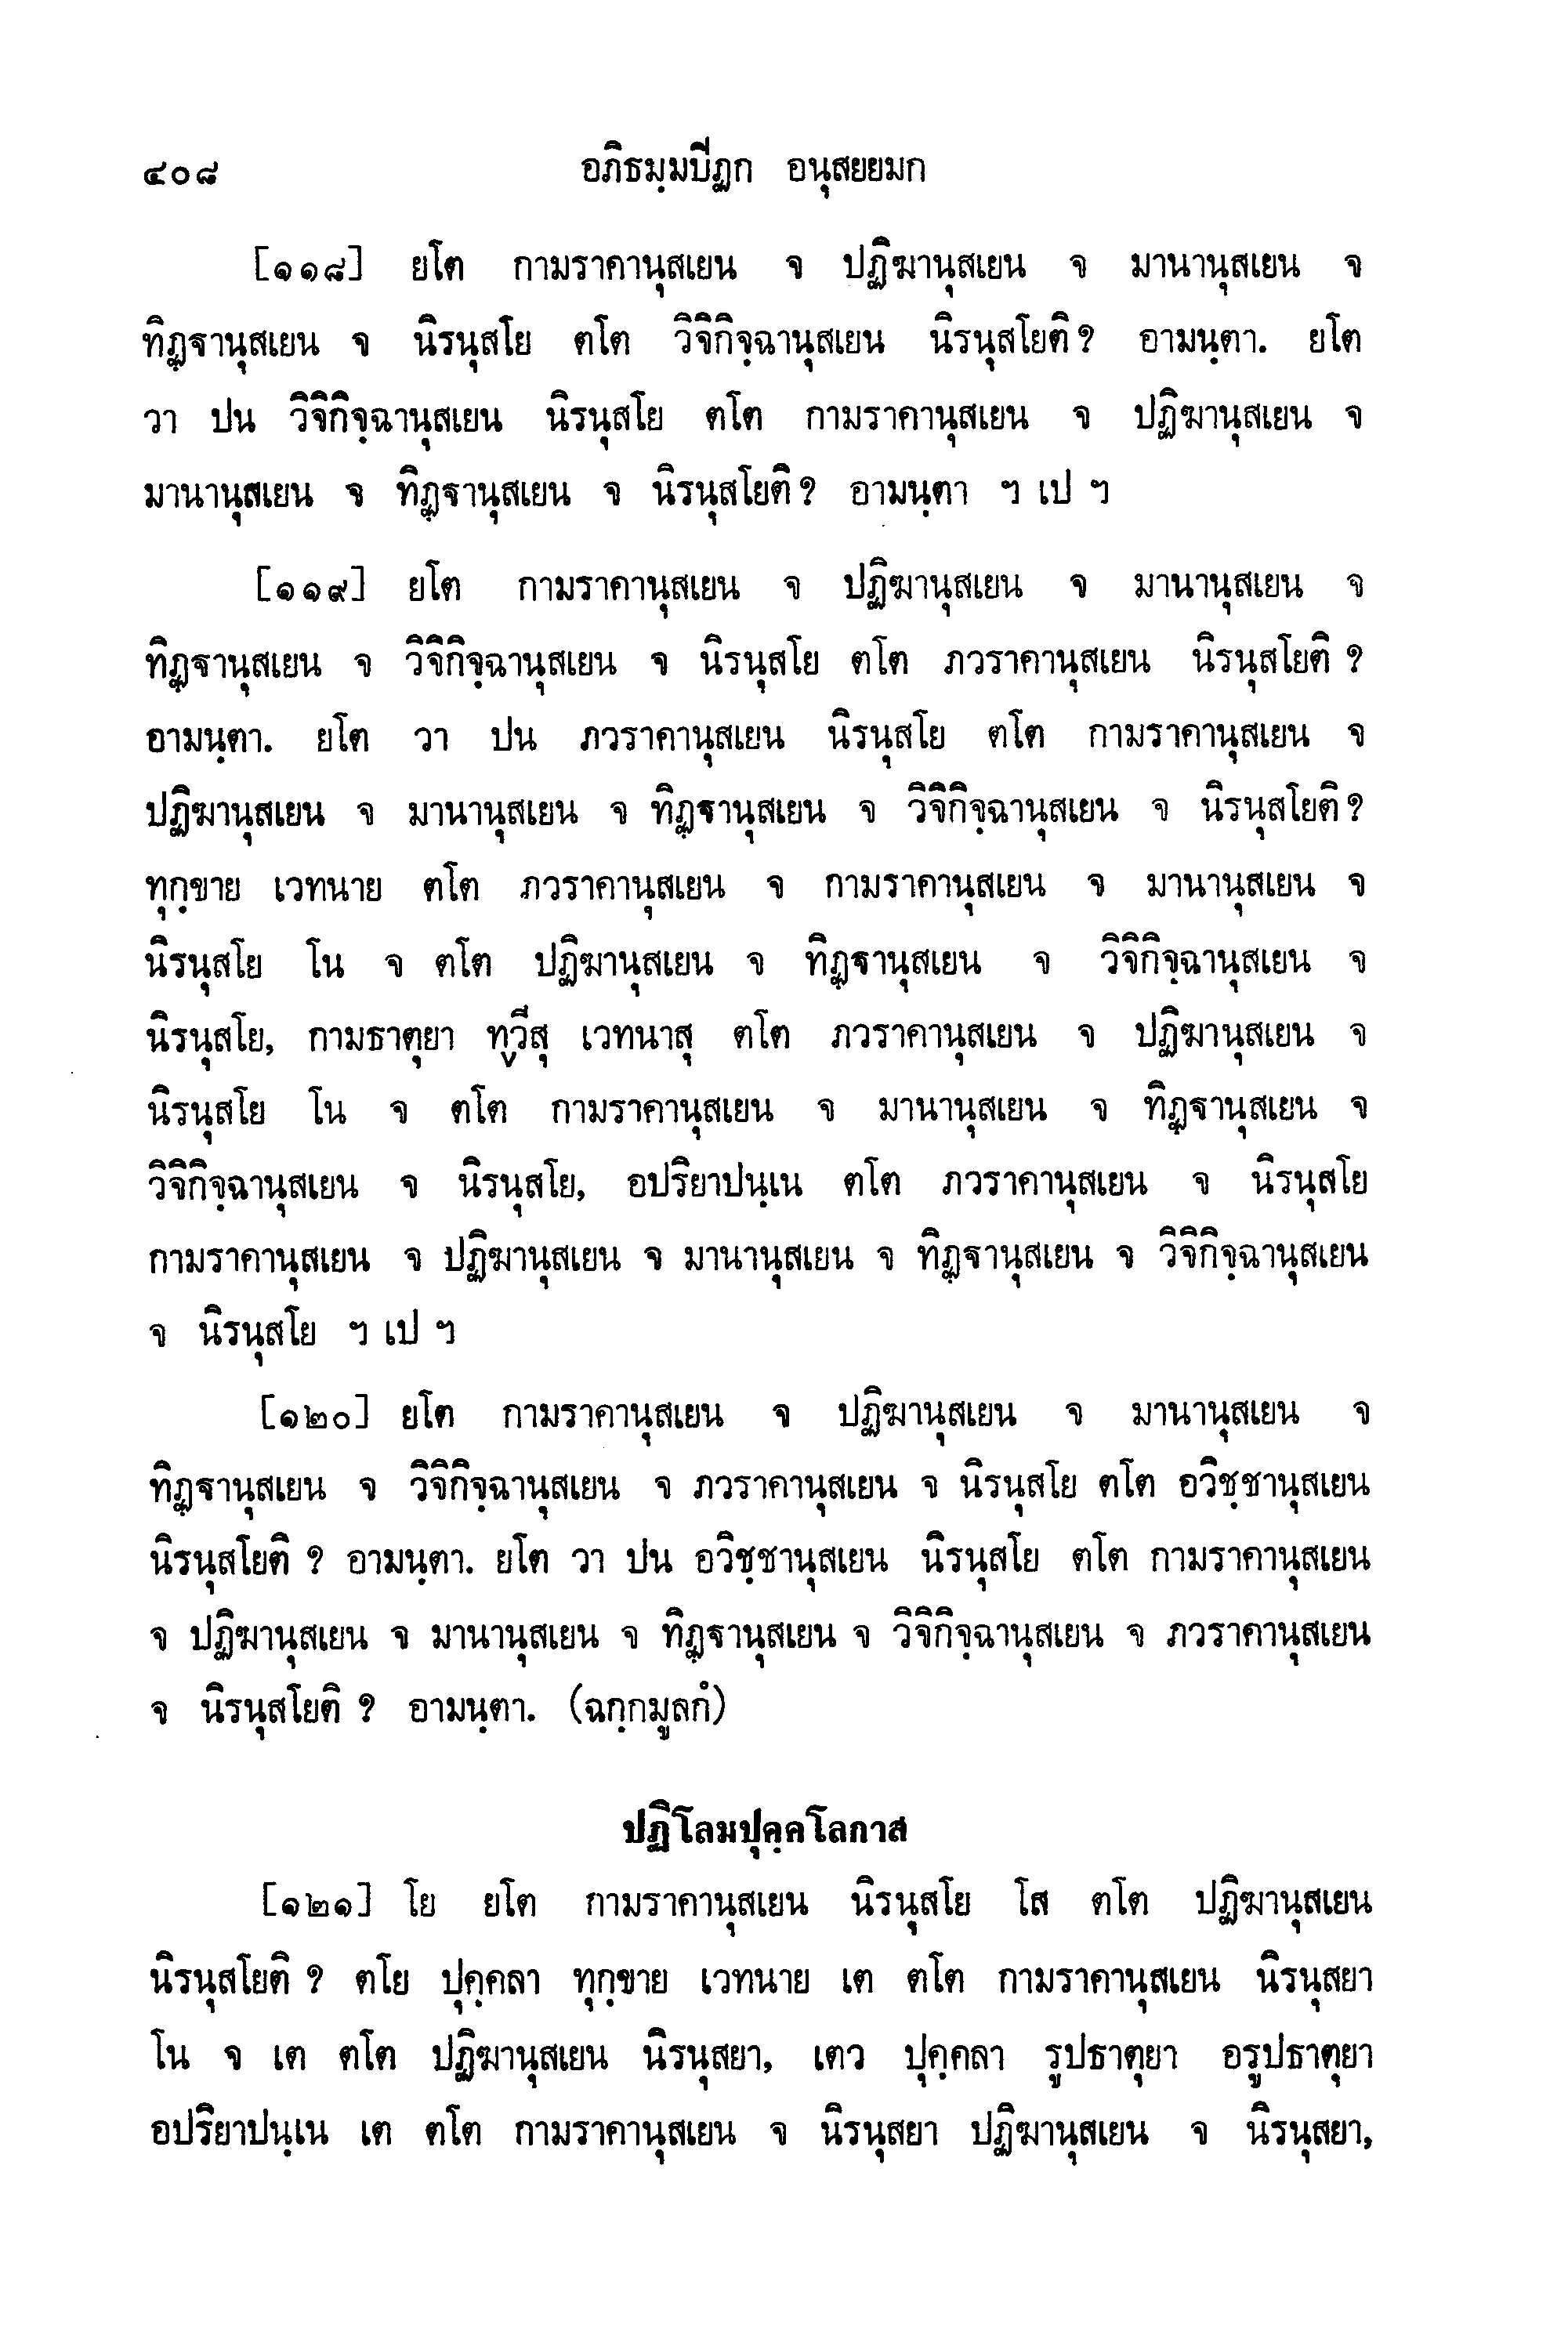 ๔๐๘ อภิธมฺมปิฏก อนุสยยมก
[๑๑๘] ยโต กามราคานุสเยน จ ปฏิฆานุสเยน จ มานานุสเยน จ
ทิฏฺฐานุสเยน จ นิรนุสโย ตโต วิจิกิจฺฉานุสเยน นิรนุสโยติ? อามนฺตา. ยโต
วา ปน วิจิกิจฺฉานุสเยน นิรนุสโย ตโต กามราคานุสเยน จ ปฏิฆานุสเยน จ
มานานุสเยน จ ทิฏฺฐานุสเยน จ นิรนุสโยติ? อามนฺตา ฯ เป ฯ
[๑๑๙] ยโต กามราคานุสเยน จ ปฏิฆานุสเยน จ มานานุสเยน จ
ทิฏฺฐานุสเยน จ วิจิกิจฺฉานุสเยน จ นิรนุสโย ตโต ภวราคานุสเยน นิรนุสโยติ ?
อามนฺตา. ยโต วา ปน ภวราคานุสเยน นิรนุสโย ตโต กามราคานุสเยน จ
ปฏิฆานุสเยน จ มานานุสเยน จ ทิฏฺฐานุสเยน จ วิจิกิจฺฉานุสเยน จ นิรนุสโยติ?
ทุกฺขาย เวทนาย ตโต ภวราคานุสเยน จ กามราคานุสเยน จ มานานุสเยน จ
นิรนุสโย โน จ ตโต ปฏิฆานุสเยน จ ทิฏฺฐานุสเยน จ วิจิกิจฺฉานุสเยน จ
นิรนุสโย, กามธาตุยา ทฺวีสุ เวทนาสุ ตโต ภวราคานุสเยน จ ปฏิฆานุสเยน จ
นิรนุสโย โน จ ตโต กามราคานุสเยน จ มานานุสเยน จ ทิฏฺฐานุสเยน จ
วิจิกิจฺฉานุสเยน จ นิรนุสโย, อปริยาปนฺเน ตโต ภวราคานุสเยน จ นิรนุสโย
กามราคานุสเยน จ ปฏิฆานุสเยน จ มานานุสเยน จ ทิฏฺฐานุสเยน จ วิจิกิจฺฉานุสเยน
จ นิรนุสโย ฯ เป ฯ
[๑๒๐] ยโต กามราคานุสเยน จ ปฏิฆานุสเยน จ มานานุสเยน จ
ทิฏฺฐานุสเยน จ วิจิกิจฺฉานุสเยน จ ภวราคานุสเยน จ นิรนุสโย ตโต อวิชฺชานุสเยน
นิรนุสโยติ ? อามนฺตา. ยโต วา ปน อวิชฺชานุสเยน นิรนุสโย ตโต กามราคานุสเยน
จ ปฏิฆานุสเยน จ มานานุสเยน จ ทิฏฺฐานุสเยน จ วิจิกิจฺฉานุสเยน จ ภวราคานุสเยน
จ นิรนุสโยติ ? อามนฺตา. (ฉกฺกมูลกํ)
ปฏิโลมปุคฺคโลกาส
[๑๒๑] โย ยโต กามราคานุสเยน นิรนุสโย โส ตโต ปฏิฆานุสเยน
นิรนุสโยติ ? ตโย ปุคฺคลา ทุกฺขาย เวทนาย เต ตโต กามราคานุสเยน นิรนุสยา
โน จ เต ตโต ปฏิฆานุสเยน นิรนุสยา, เตว ปุคฺคลา รูปธาตุยา อรูปธาตุยา
อปริยาปนฺเน เต ตโต กามราคานุสเยน จ นิรนุสยา ปฏิฆานุสเยน จ นิรนุสยา,